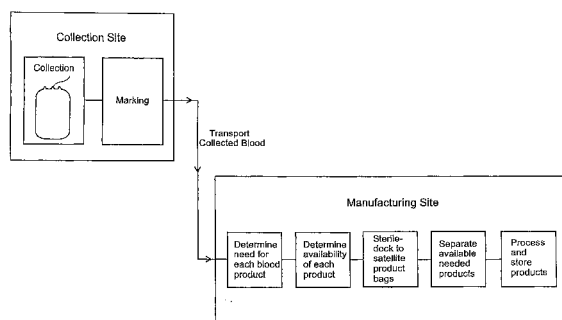 Collection Site
Collection
Marking
Transport
Collected Blood
Manufacturing Site
Determine
need for
each blood
product
Determine
availability
of each
product
Sterile-
dock to
satellite
product
bags
Separate
available
needed
products
Process
and
store
products